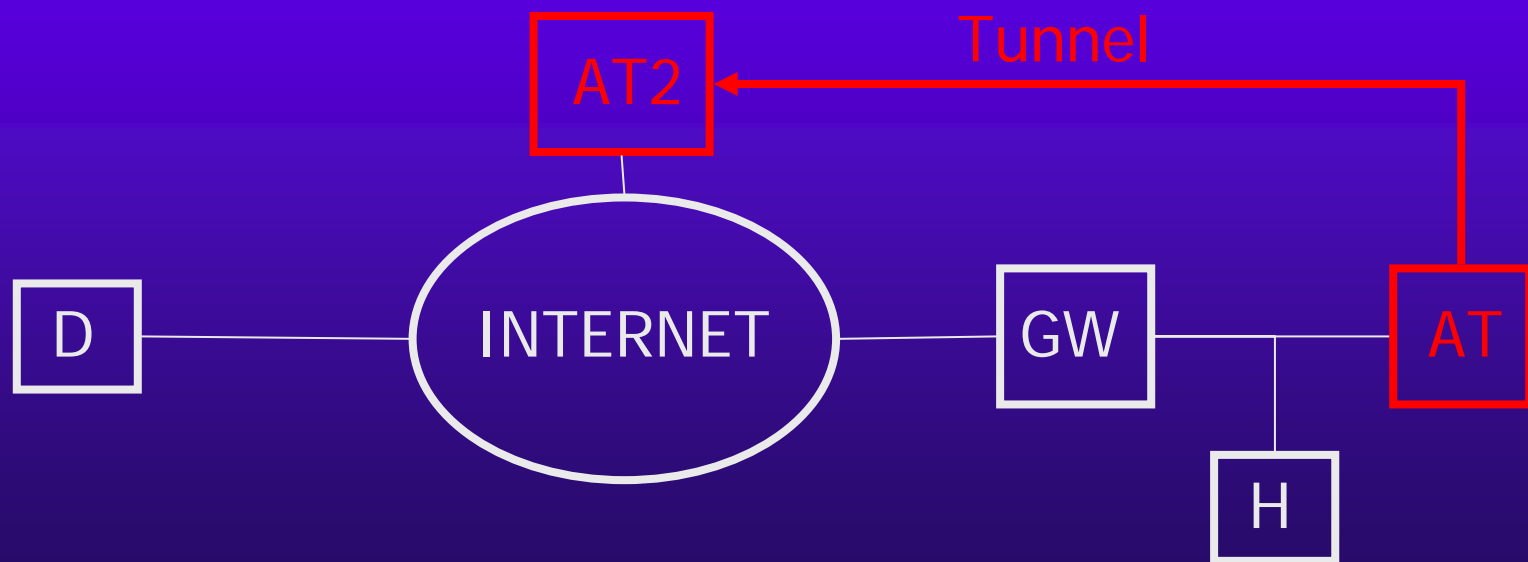 Tunnel
AT2
D
INTERNET
GW
AT
H